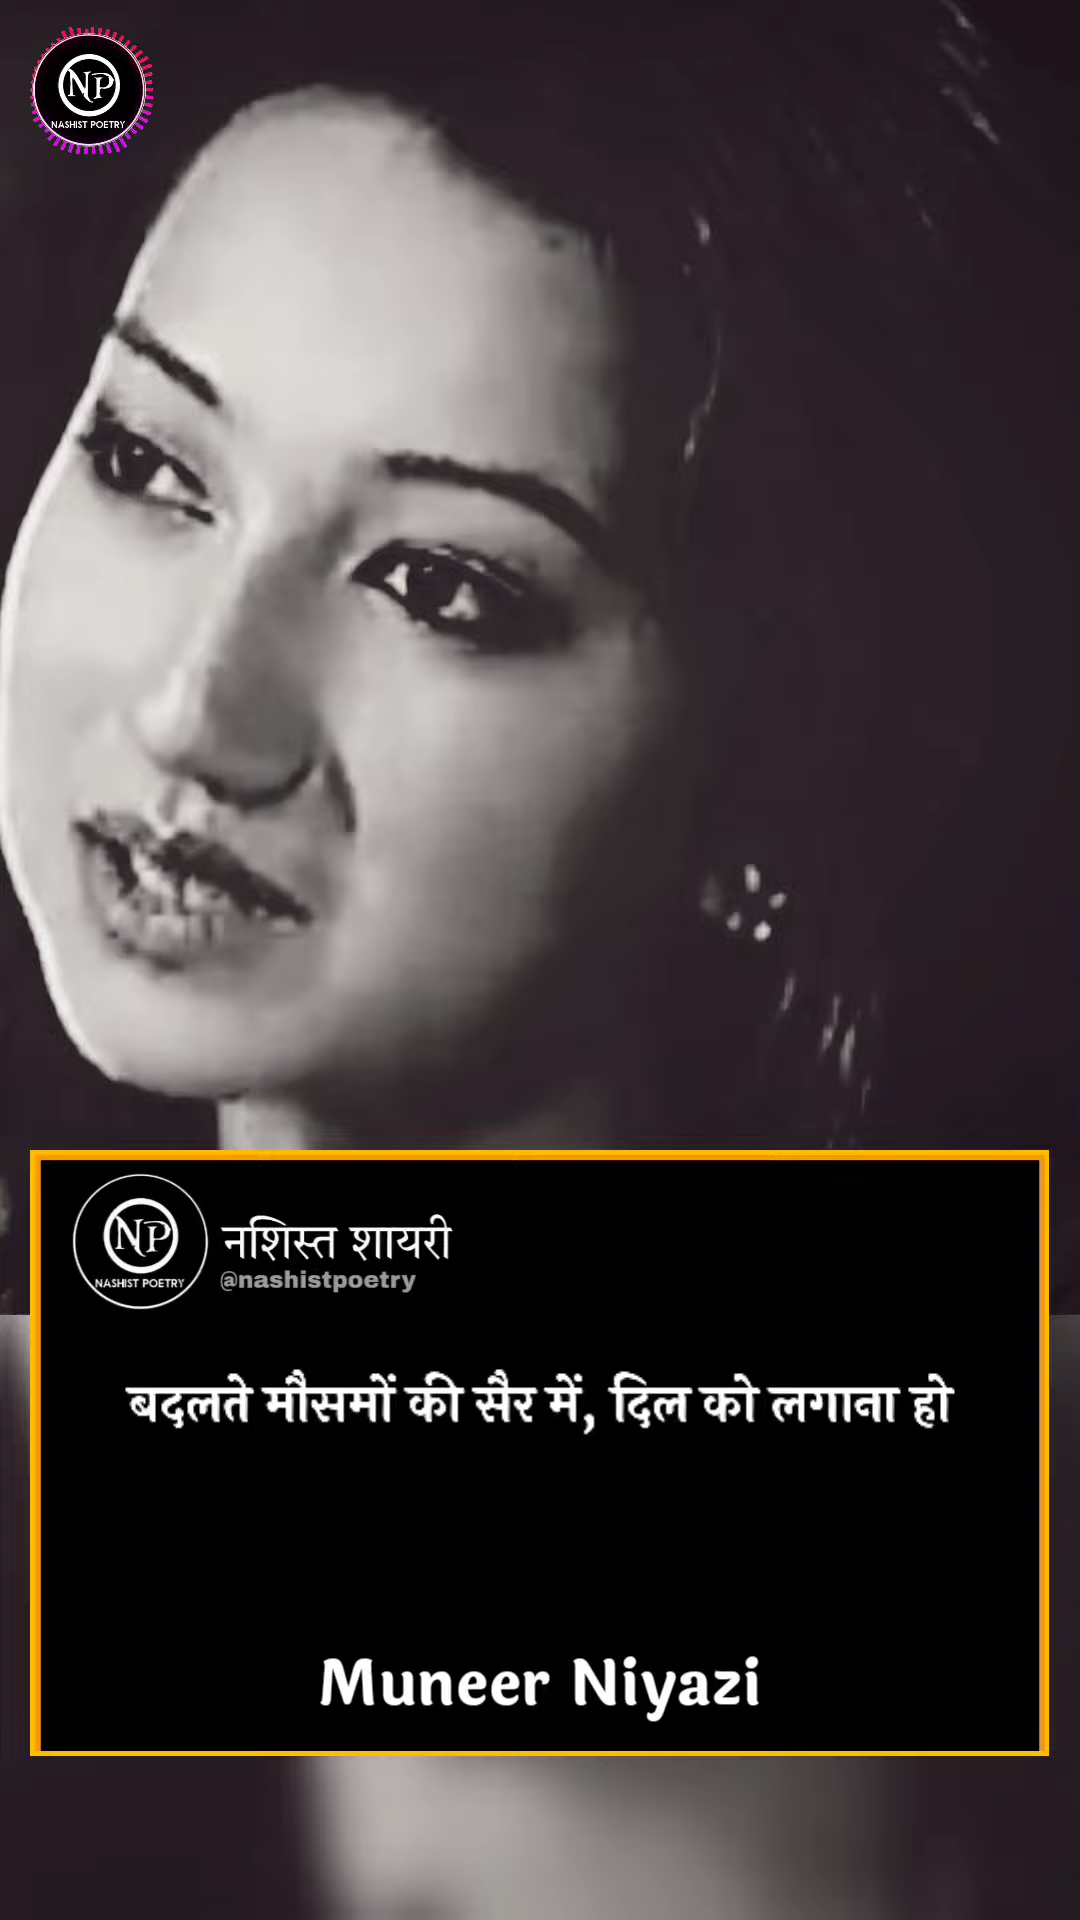 NP
NASHIST POETRY
NP
NASHIST POETRY
नशिस्त शायरी
@nashistpoetry
बदलते मौसमों की सैर में, दिल को लगाना हो
Muneer Niyazi